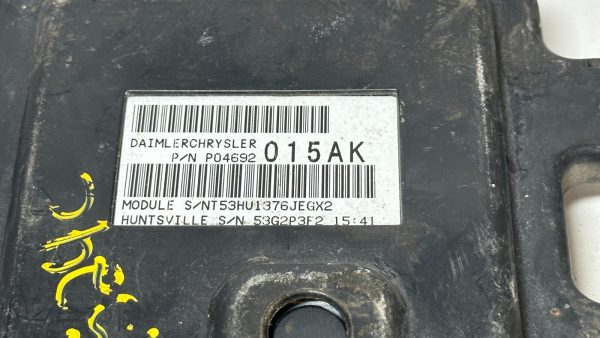 DAIMLERCHRYSLER
P/N P04692 015AK
MODULE S/NT53HU1376JEGX2
HUNTSVILLE S/N 53G2P3F2 15:41